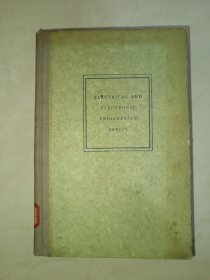 ELECTRICAL AND
ELECTRONIC
ENGINEERING
SERIES